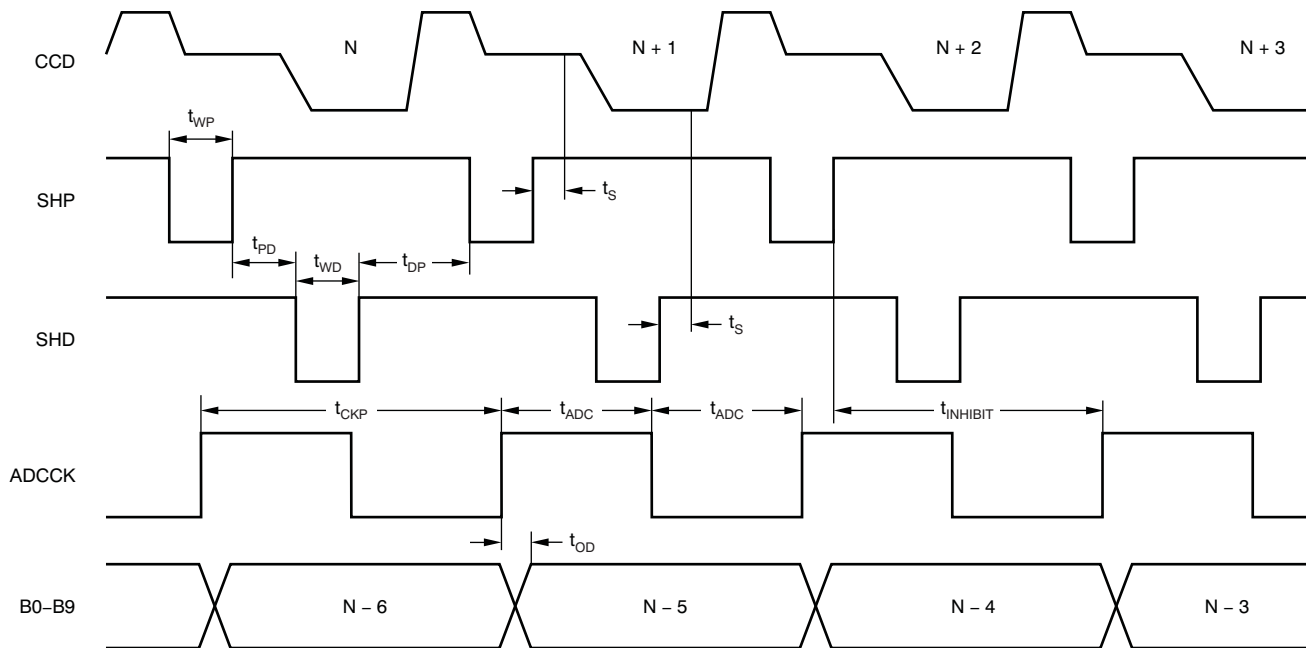 CCD
N
N + 1
N + 2
N + 3
tWP
SHP
tS
tPD
tWD
tDP
SHD
tS
tCKP
tADC
tADC
tINHIBIT
ADCCK
tOD
B0–B9
N – 6
N – 5
N – 4
N – 3